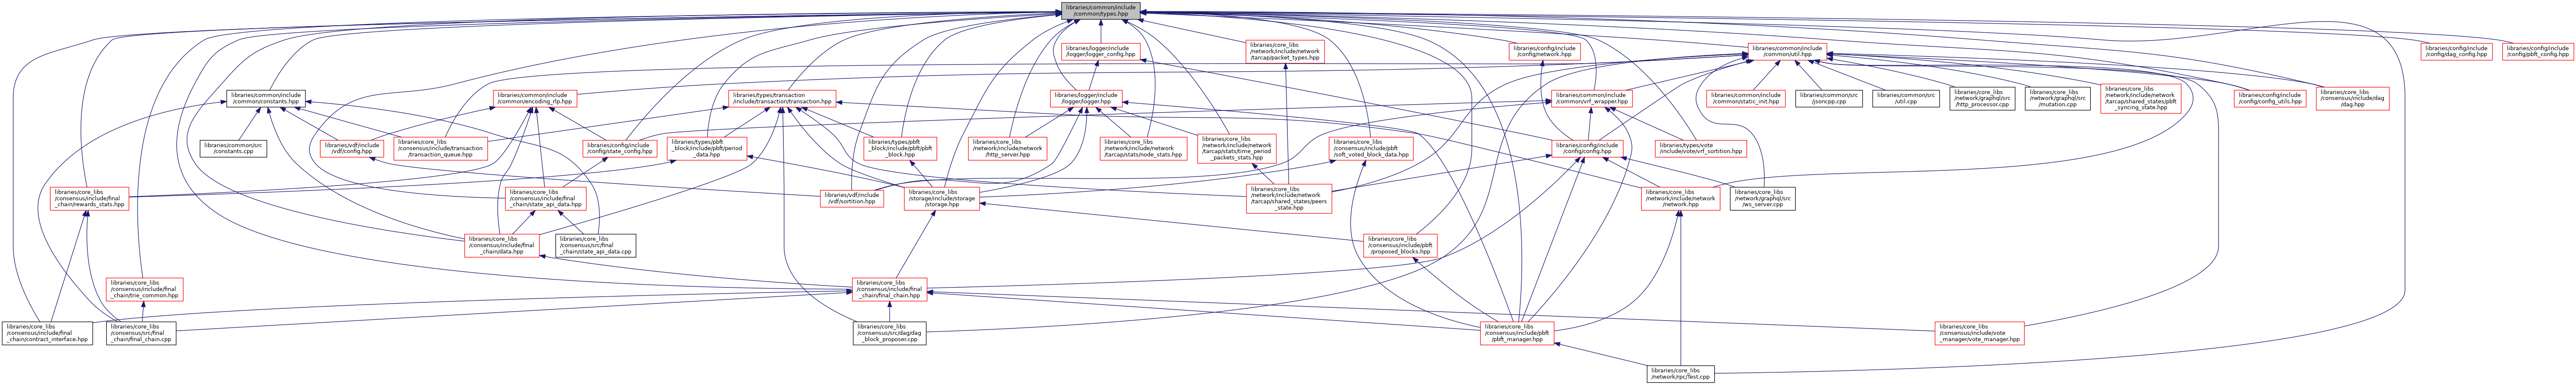 libraries/common/include
/common/types.hpp
libraries/logger/include
/logger/logger_config.hpp
libraries/core_libs
/network/include/network
/tarcap/packet_types.hpp
libraries/config/include
/config/network.hpp
libraries/common/include
/common/util.hpp
libraries/config/include
/config/dag_config.hpp
libraries/config/include
/config/pbft_config.hpp
libraries/common/include
/common/constants.hpp
libraries/common/include
/common/encoding_rlp.hpp
libraries/types/transaction
/include/transaction/transaction.hpp
libraries/logger/include
/logger/logger.hpp
libraries/common/include
/common/vrf_wrapper.hpp
libraries/common/include
/common/static_init.hpp
libraries/common/src
/jsoncpp.cpp
libraries/common/src
/util.cpp
libraries/core_libs
/network/graphql/src
/http_processor.cpp
libraries/core_libs
/network/graphql/src
/mutation.cpp
libraries/core_libs
/network/include/network
/tarcap/shared_states/pbft
_syncing_state.hpp
libraries/config/include
/config/config_utils.hpp
libraries/core_libs
/consensus/include/dag
/dag.hpp
libraries/common/src
/constants.cpp
libraries/vdf/include
/vdf/config.hpp
libraries/core_libs
/consensus/include/transaction
/transaction_queue.hpp
libraries/config/include
/config/state_config.hpp
libraries/types/pbft
_block/include/pbft/period
_data.hpp
libraries/types/pbft
_block/include/pbft/pbft
_block.hpp
libraries/core_libs
/network/include/network
/http_server.hpp
libraries/core_libs
/network/include/network
/tarcap/stats/node_stats.hpp
libraries/core_libs
/network/include/network
/tarcap/stats/time_period
_packets_stats.hpp
libraries/core_libs
/consensus/include/pbft
/soft_voted_block_data.hpp
libraries/config/include
/config/config.hpp
libraries/types/vote
/include/vote/vrf_sortition.hpp
libraries/core_libs
/consensus/include/final
_chain/rewards_stats.hpp
libraries/core_libs
/consensus/include/final
_chain/state_api_data.hpp
libraries/vdf/include
/vdf/sortition.hpp
libraries/core_libs
/storage/include/storage
/storage.hpp
libraries/core_libs
/network/include/network
/tarcap/shared_states/peers
_state.hpp
libraries/core_libs
/network/include/network
/network.hpp
libraries/core_libs
/network/graphql/src
/ws_server.cpp
libraries/core_libs
/consensus/include/final
_chain/data.hpp
libraries/core_libs
/consensus/src/final
_chain/state_api_data.cpp
libraries/core_libs
/consensus/include/pbft
/proposed_blocks.hpp
libraries/core_libs
/consensus/include/final
_chain/trie_common.hpp
libraries/core_libs
/consensus/include/final
_chain/final_chain.hpp
libraries/core_libs
/consensus/include/final
_chain/contract_interface.hpp
libraries/core_libs
/consensus/src/final
_chain/final_chain.cpp
libraries/core_libs
/consensus/src/dag/dag
_block_proposer.cpp
libraries/core_libs
/consensus/include/pbft
/pbft_manager.hpp
libraries/core_libs
/consensus/include/vote
_manager/vote_manager.hpp
libraries/core_libs
/network/rpc/Test.cpp